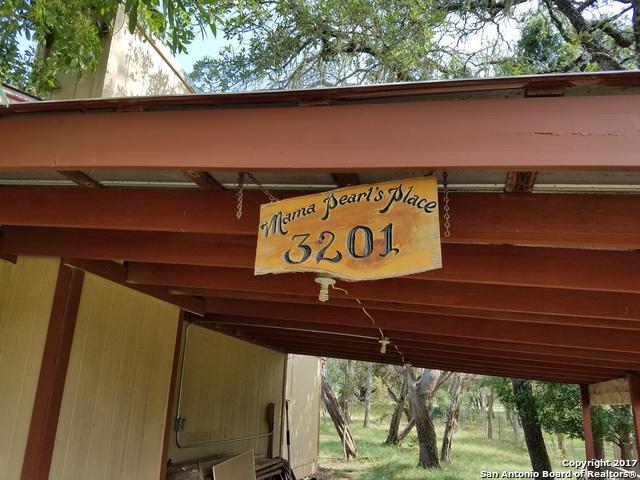 Mama Pearl's Place
3201
Copyright 2017
San Antonio Board of Realtors®